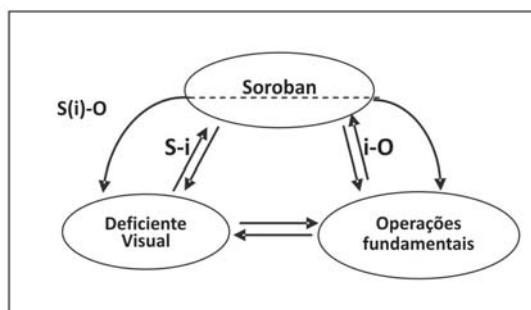 Soroban
S(i)-O
S-i
i-O
Deficiente
Visual
Operações
fundamentais